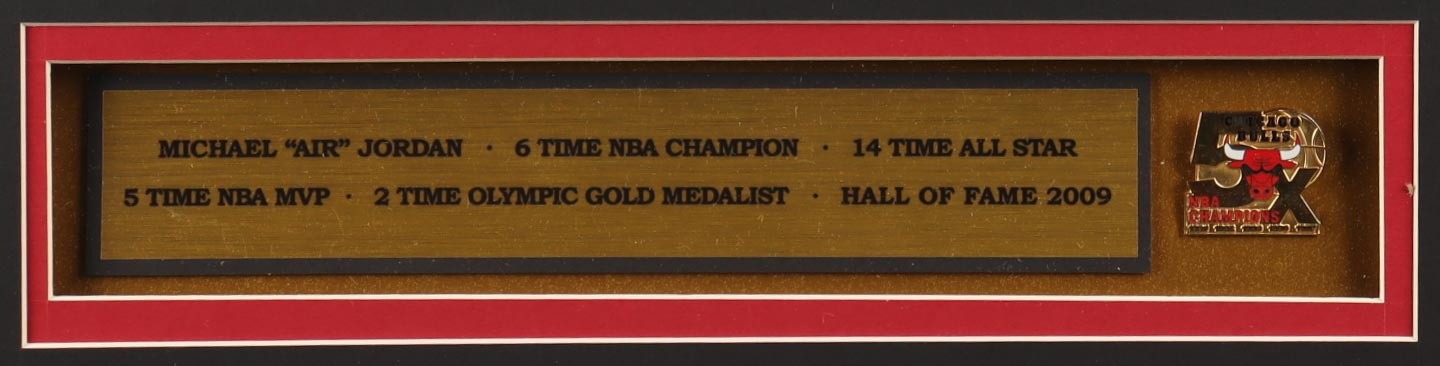 MICHAEL “AIR” JORDAN · 6 TIME NBA CHAMPION · 14 TIME ALL STAR
5 TIME NBA MVP · 2 TIME OLYMPIC GOLD MEDALIST · HALL OF FAME 2009
CHICAGO
BULLS
5X
NBA
CHAMPIONS